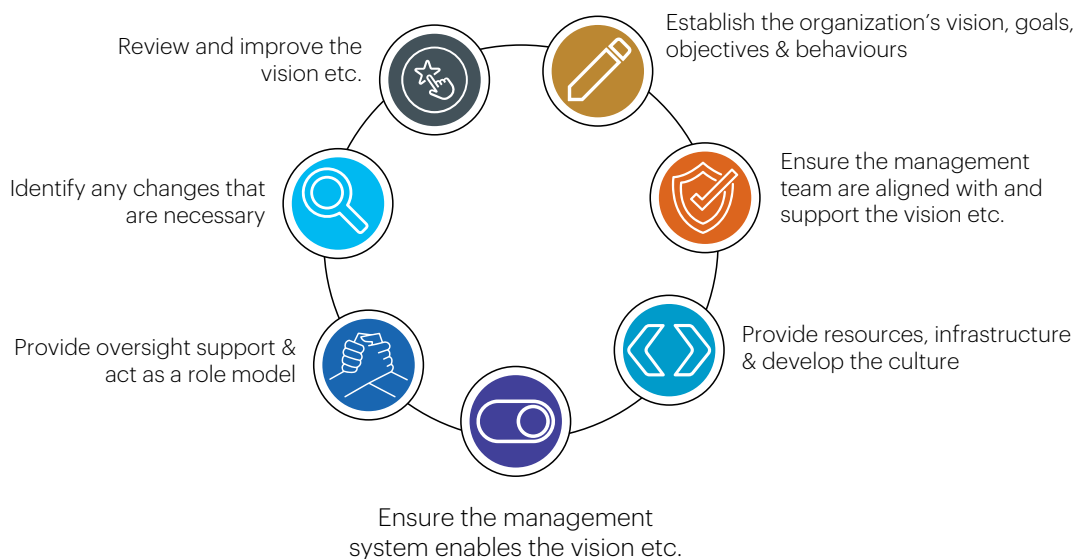 Establish the organization’s vision, goals,
objectives & behaviours
Ensure the management
team are aligned with and
support the vision etc.
Provide resources, infrastructure
& develop the culture
Ensure the management
system enables the vision etc.
Provide oversight support &
act as a role model
Identify any changes that
are necessary
Review and improve the
vision etc.